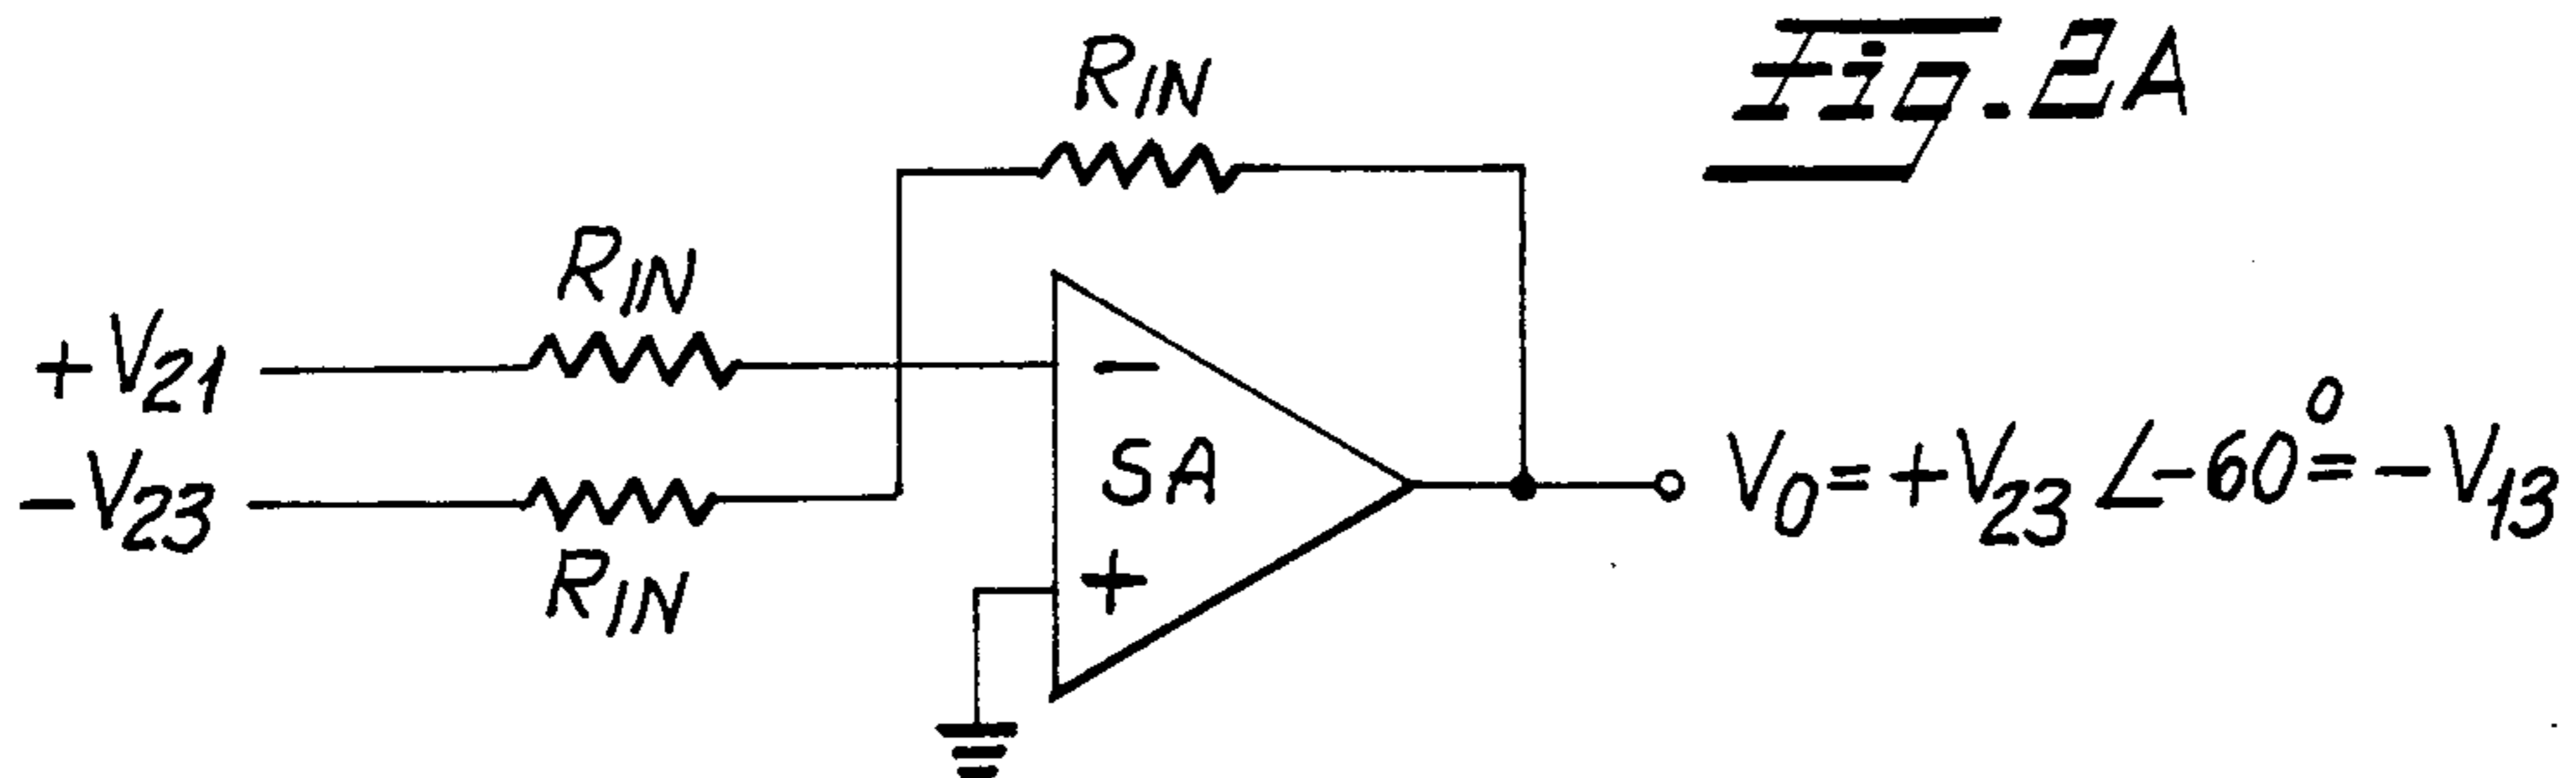 Fig. 2A
RIN
RIN
+V21
-
SA
-V23
RIN
+
V0 = +V23 ∠-60° = -V13